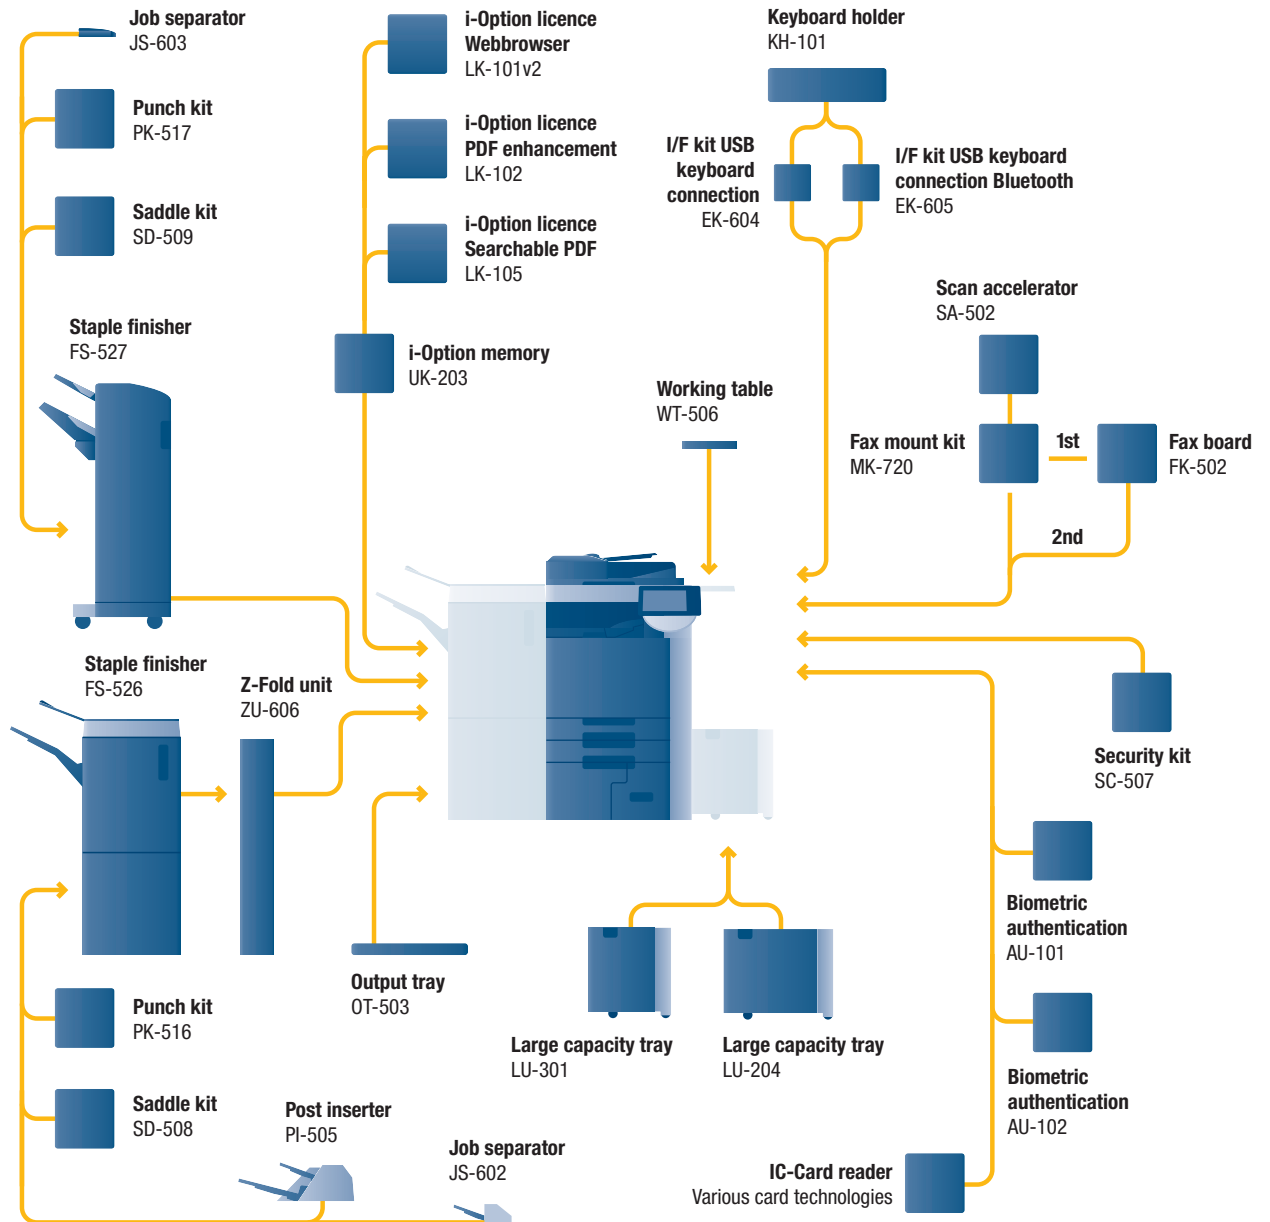 Job separator
JS-603
Punch kit
PK-517
Saddle kit
SD-509
Staple finisher
FS-527
i-Option licence
Webbrowser
LK-101v2
i-Option licence
PDF enhancement
LK-102
i-Option licence
Searchable PDF
LK-105
i-Option memory
UK-203
Keyboard holder
KH-101
I/F kit USB
keyboard
connection
EK-604
I/F kit USB keyboard
connection Bluetooth
EK-605
Scan accelerator
SA-502
Working table
WT-506
Fax mount kit
MK-720
1st
Fax board
FK-502
2nd
Staple finisher
FS-526
Z-Fold unit
ZU-606
Security kit
SC-507
Biometric
authentication
AU-101
Output tray
OT-503
Punch kit
PK-516
Large capacity tray
LU-301
Large capacity tray
LU-204
Biometric
authentication
AU-102
Saddle kit
SD-508
Post inserter
PI-505
Job separator
JS-602
IC-Card reader
Various card technologies